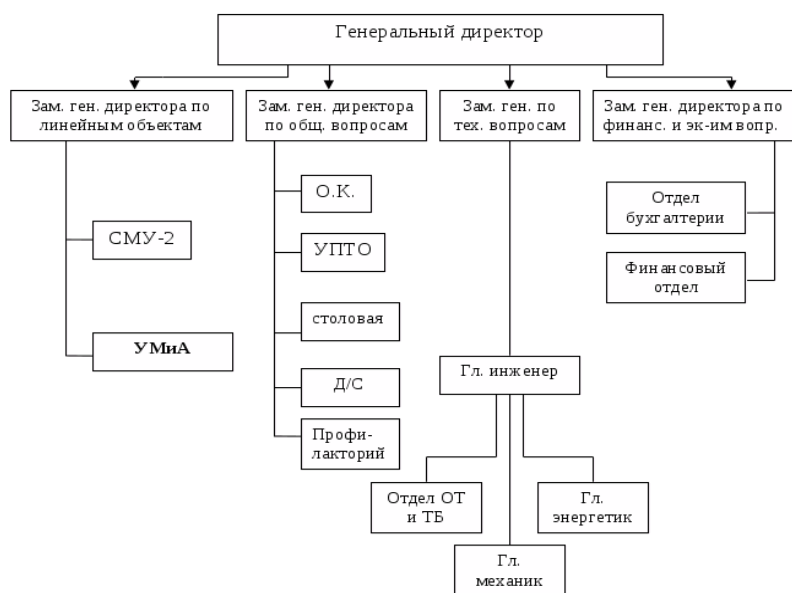 Генеральный директор
Зам. ген. директора по
линейным объектам
Зам. ген. директора
по общ. вопросам
Зам. ген. по
тех. вопросам
Зам. ген. директора по
финанс. и эк-им вопр.
СМУ-2
УМиА
О.К.
УПТО
столовая
Д/С
Профи-
лакторий
Гл. инженер
Отдел ОТ
и ТБ
Гл.
механик
Гл.
энергетик
Отдел
бухгалтерии
Финансовый
отдел